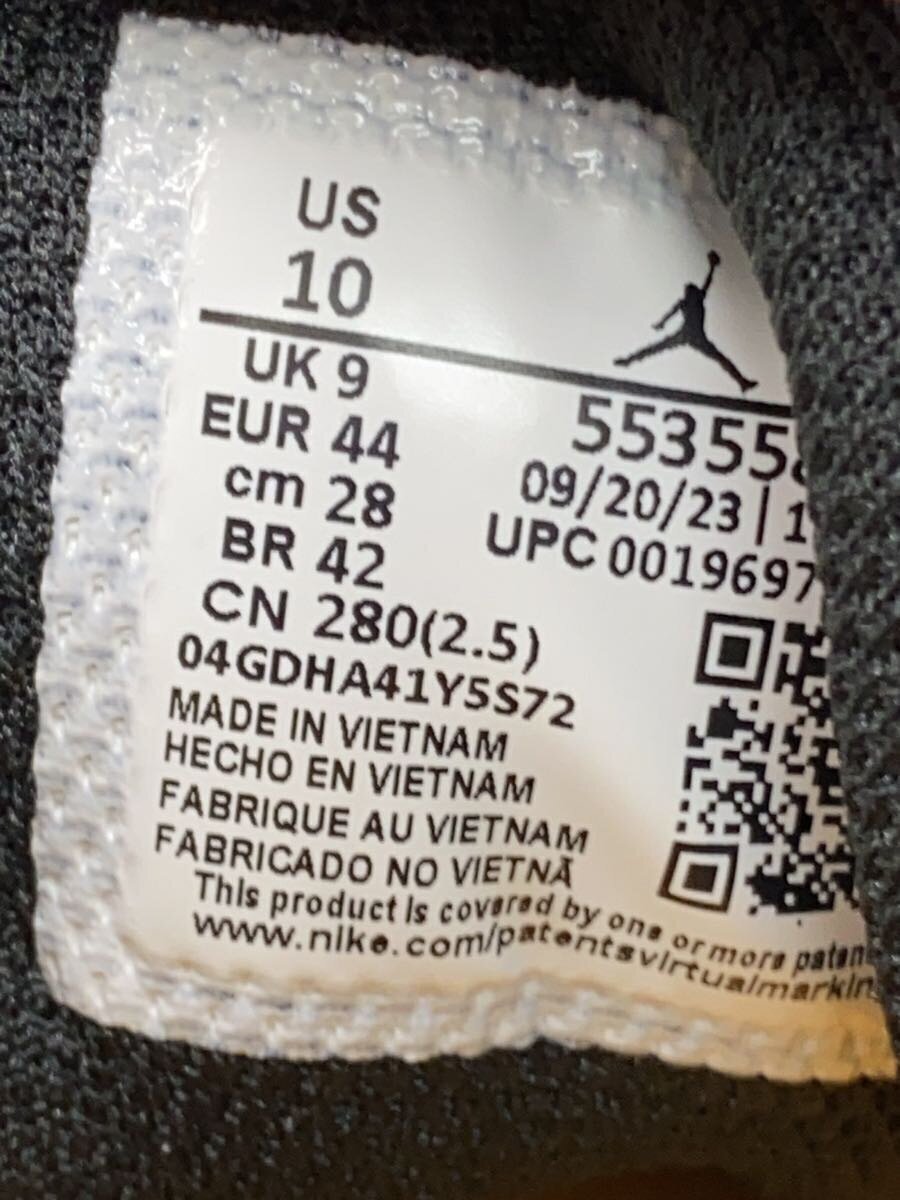 US
10
UK 9
EUR 44
cm 28
BR 42
CN 280(2.5)
04GDHA41Y5S72
MADE IN VIETNAM
HECHO EN VIETNAM
FABRIQUE AU VIETNAM
FABRICADO NO VIETNÃ
55355
09/20/23 | 1
UPC 0019697
This product is covered by one or more
www.nike.com/patentsvirtualmarkin